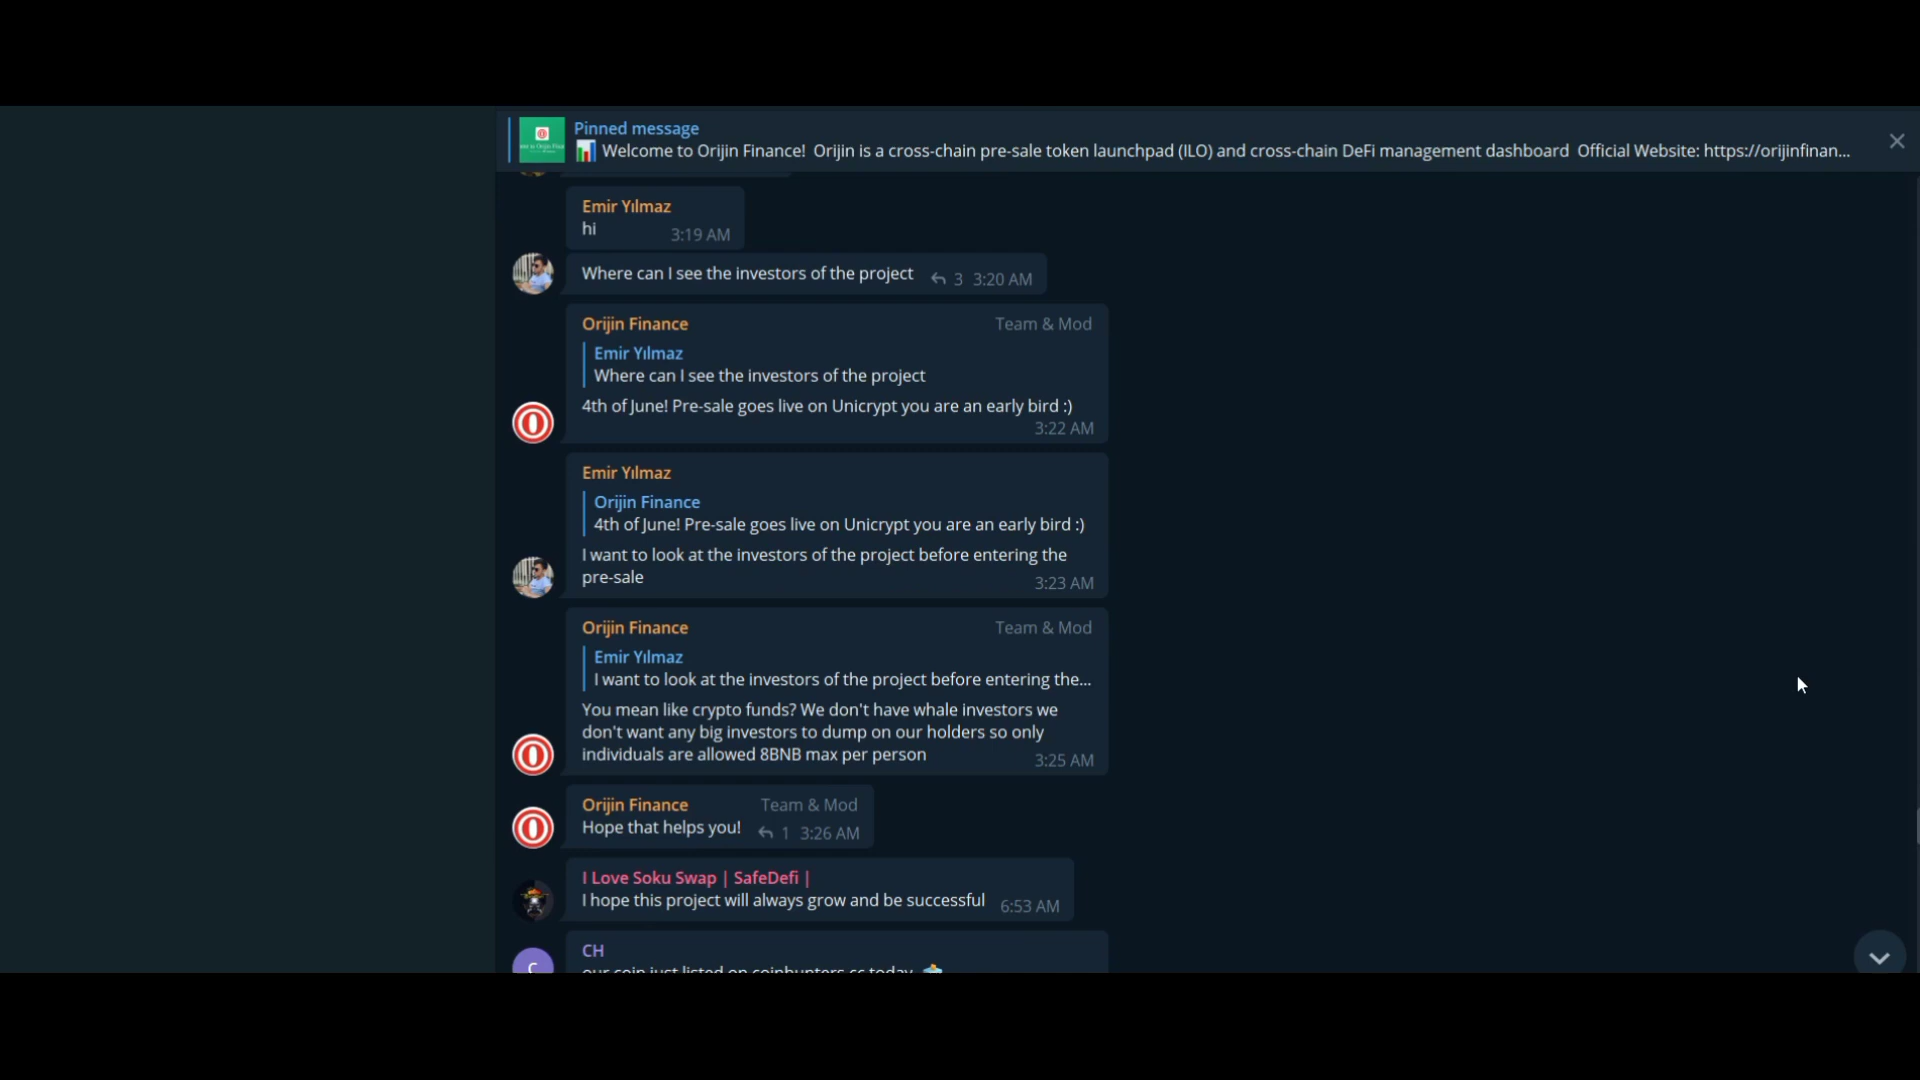 Pinned message
Welcome to Orijin Finance! Orijin is a cross-chain pre-sale token launchpad (ILO) and cross-chain DeFi management dashboard Official Website: https://orijinfinan...
Emir Yılmaz
hi 3:19 AM
Where can I see the investors of the project 3 3:20 AM
Orijin Finance Team & Mod
Emir Yılmaz
Where can I see the investors of the project
4th of June! Pre-sale goes live on Unicrypt you are an early bird :)
3:22 AM
Emir Yılmaz
Orijin Finance
4th of June! Pre-sale goes live on Unicrypt you are an early bird :)
I want to look at the investors of the project before entering the
pre-sale 3:23 AM
Orijin Finance Team & Mod
Emir Yılmaz
I want to look at the investors of the project before entering the...
You mean like crypto funds? We don't have whale investors we
don't want any big investors to dump on our holders so only
individuals are allowed 8BNB max per person 3:25 AM
Orijin Finance Team & Mod
Hope that helps you! 1 3:26 AM
I Love Soku Swap | SafeDefi |
I hope this project will always grow and be successful 6:53 AM
CH
C
our coin just listed on coinhunters.cc today